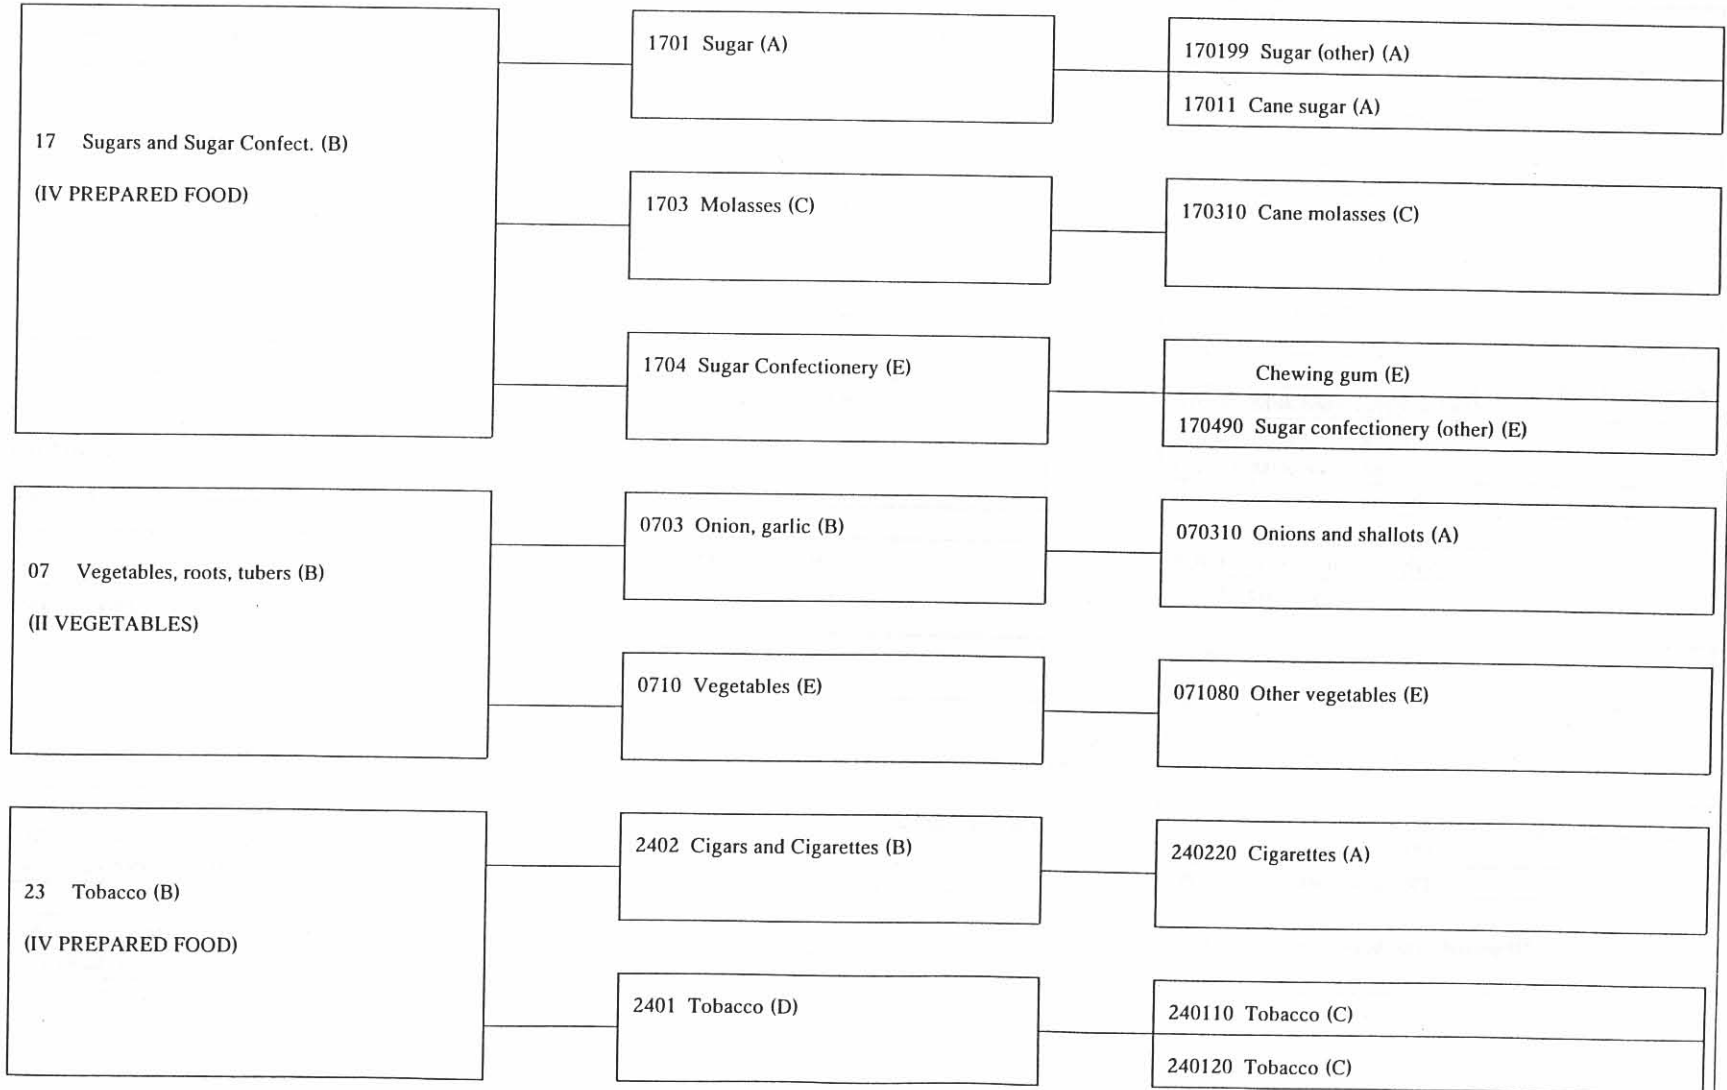 17 Sugars and Sugar Confect. (B)
(IV PREPARED FOOD)
1701 Sugar (A)
170199 Sugar (other) (A)
17011 Cane sugar (A)
1703 Molasses (C)
170310 Cane molasses (C)
1704 Sugar Confectionery (E)
Chewing gum (E)
170490 Sugar confectionery (other) (E)
07 Vegetables, roots, tubers (B)
(II VEGETABLES)
0703 Onion, garlic (B)
070310 Onions and shallots (A)
0710 Vegetables (E)
071080 Other vegetables (E)
23 Tobacco (B)
(IV PREPARED FOOD)
2402 Cigars and Cigarettes (B)
240220 Cigarettes (A)
2401 Tobacco (D)
240110 Tobacco (C)
240120 Tobacco (C)